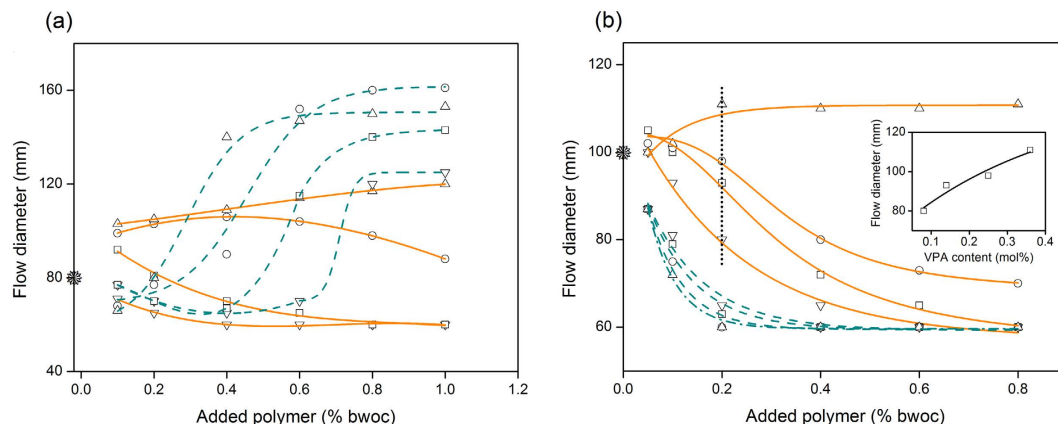 (a)
Flow diameter (mm)
160
120
80
40
0.0 0.2 0.4 0.6 0.8 1.0 1.2
Added polymer (% bwoc)
(b)
Flow diameter (mm)
120
100
80
60
0.0 0.2 0.4 0.6 0.8
Added polymer (% bwoc)
Flow diameter (mm)
120
110
100
90
80
0.1 0.2 0.3 0.4
VPA content (mol%)